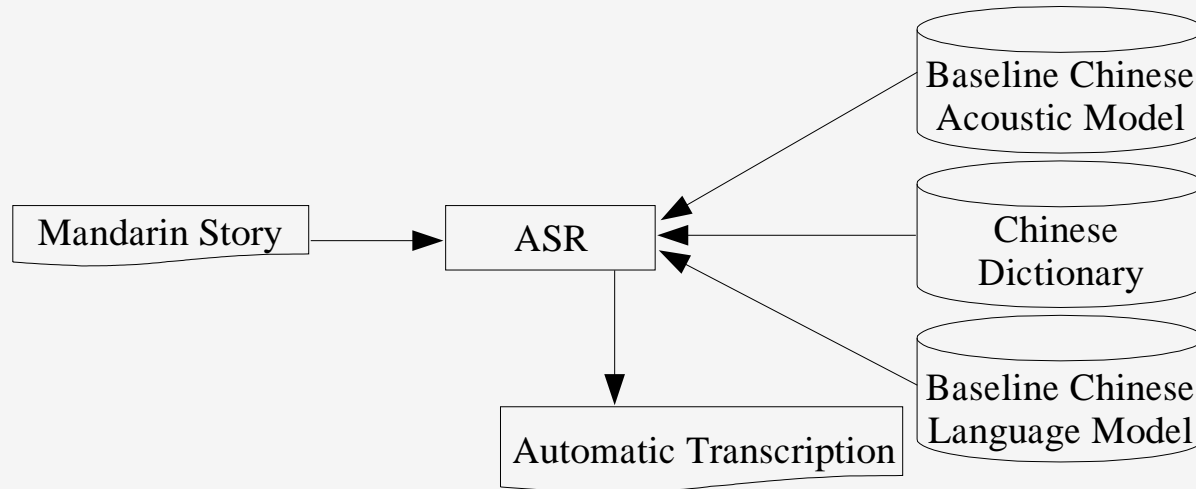 Baseline Chinese
Acoustic Model
Mandarin Story
ASR
Chinese
Dictionary
Baseline Chinese
Language Model
Automatic Transcription